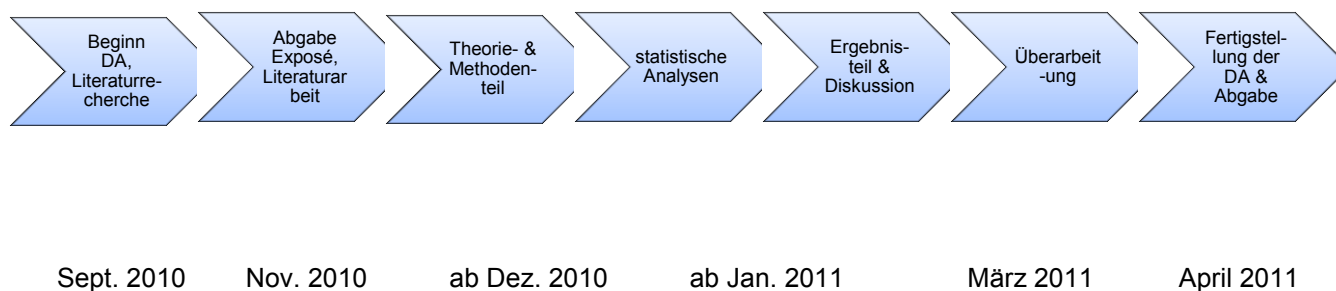 Beginn
DA,
Literaturre-
cherche
Abgabe
Exposé,
Literaturar
beit
Theorie- &
Methoden-
teil
statistische
Analysen
Ergebnis-
teil &
Diskussion
Überarbeit
-ung
Fertigstel-
lung der
DA &
Abgabe
Sept. 2010 Nov. 2010 ab Dez. 2010 ab Jan. 2011 März 2011 April 2011